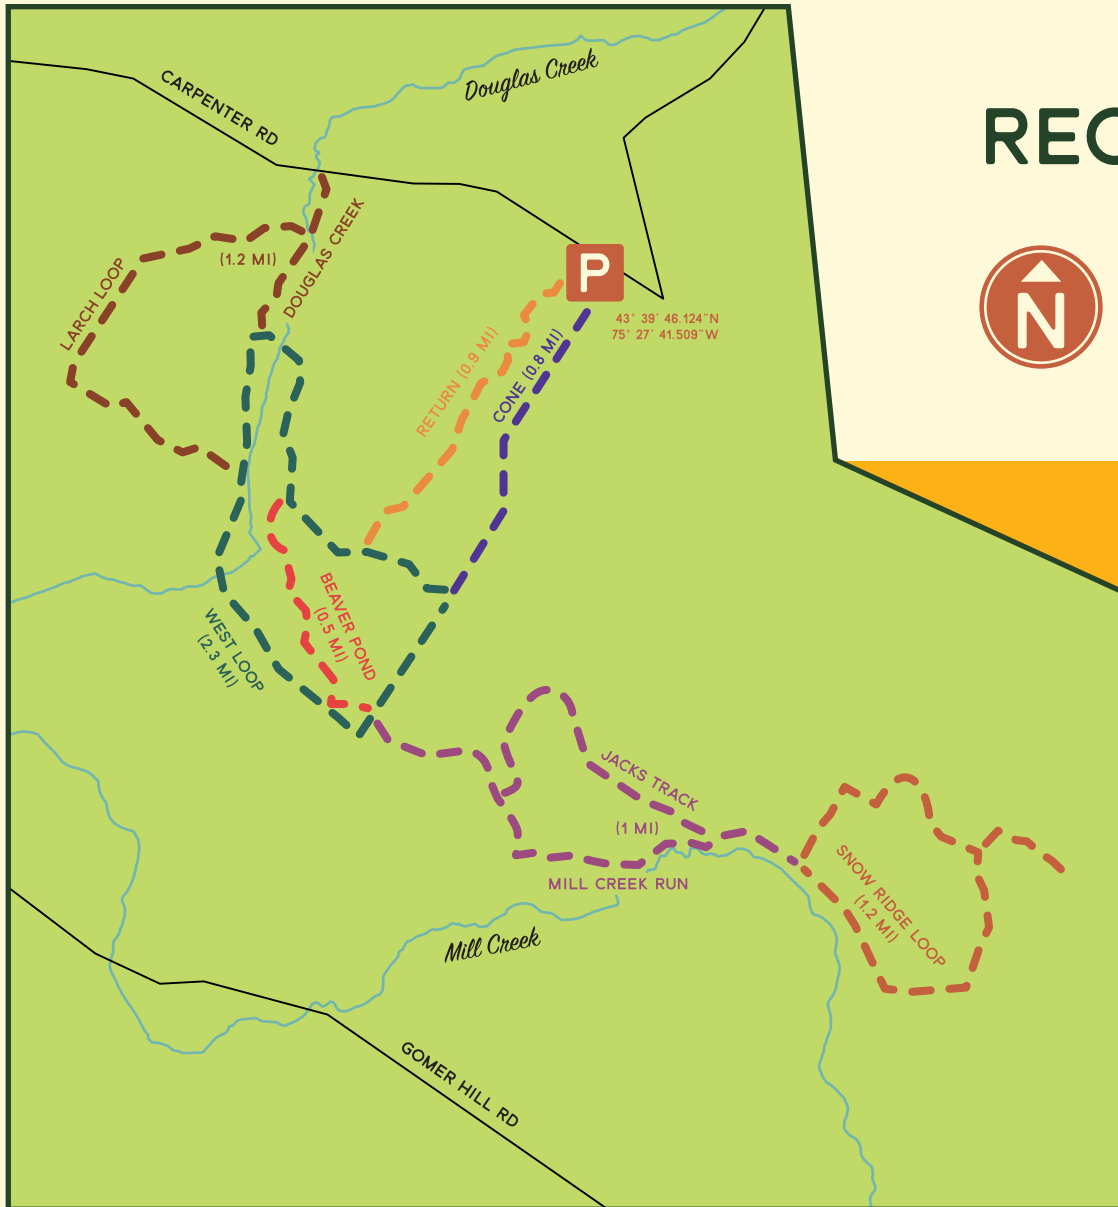 Douglas Creek
CARPENTER RD
REC
DOUGLAS CREEK
(1.2 MI)
LARCH LOOP
P
N
43° 39' 46.124"N
75° 27' 41.509"W
RETURN (0.9 MI)
CONE (0.8 MI)
BEAVER POND
(0.5 MI)
WEST LOOP
(2.3 MI)
JACKS TRACK
(1 MI)
MILL CREEK RUN
SNOW RIDGE LOOP
(1.2 MI)
Mill Creek
GOMER HILL RD